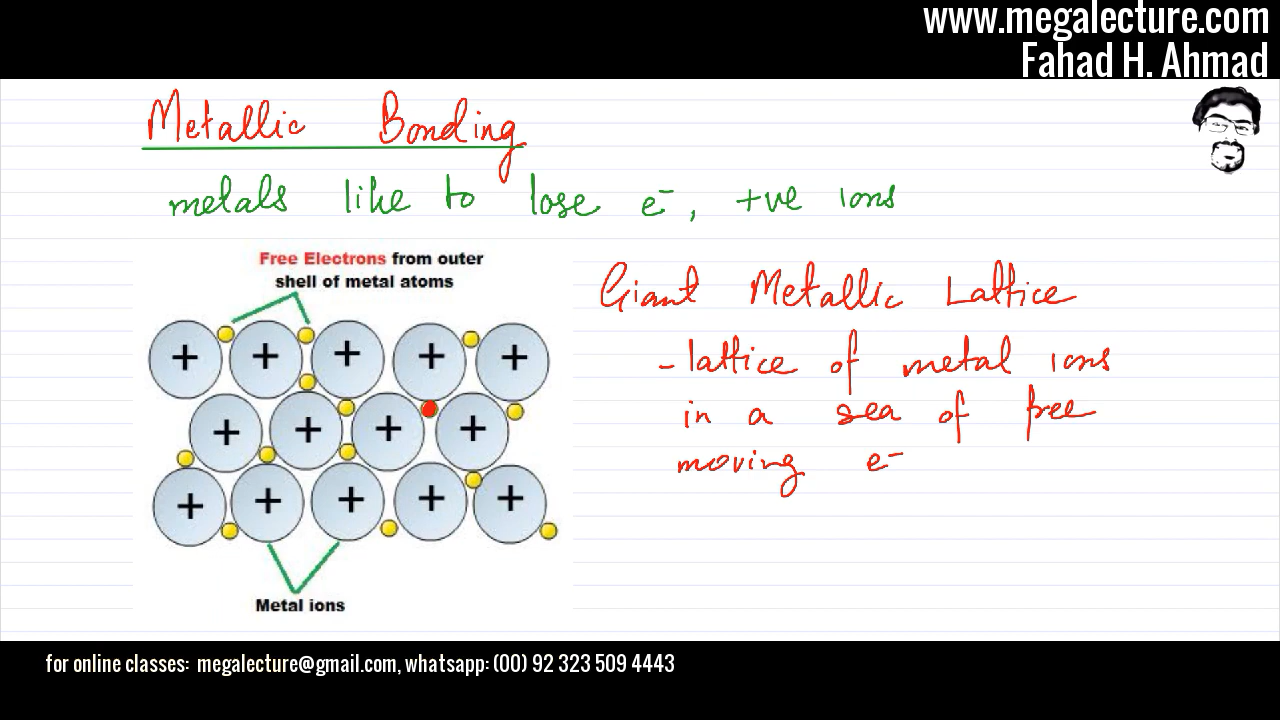 www.megalecture.com
Fahad H. Ahmad
Metallic Bonding
metals like to lose e⁻, +ve ions
Free Electrons from outer
shell of metal atoms
Giant Metallic Lattice
- lattice of metal ions
in a sea of free
moving e⁻
+ + + + +
+ + + +
+ + + + +
Metal ions
for online classes: megalecture@gmail.com, whatsapp: (00) 92 323 509 4443